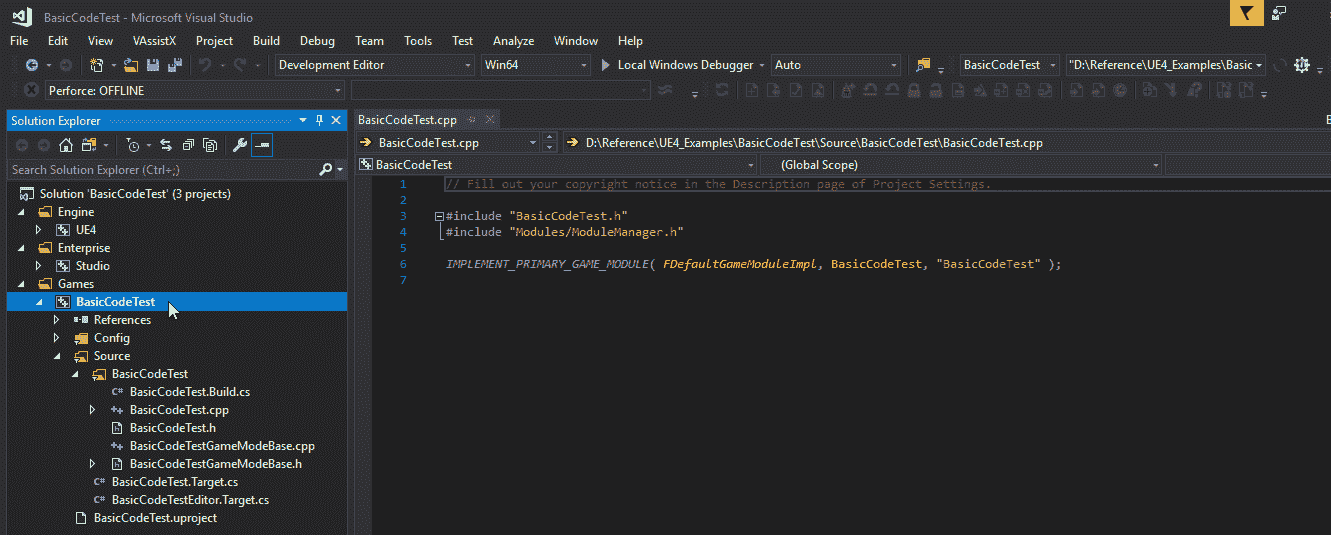 BasicCodeTest - Microsoft Visual Studio
File Edit View VAssistX Project Build Debug Team Tools Test Analyze Window Help
Development Editor Win64 Local Windows Debugger Auto BasicCodeTest "D:\Reference\UE4_Examples\Basic
Perforce: OFFLINE
Solution Explorer
Search Solution Explorer (Ctrl+;)
Solution 'BasicCodeTest' (3 projects)
Engine
UE4
Enterprise
Studio
Games
BasicCodeTest
References
Config
Source
BasicCodeTest
C# BasicCodeTest.Build.cs
++ BasicCodeTest.cpp
h BasicCodeTest.h
++ BasicCodeTestGameModeBase.cpp
h BasicCodeTestGameModeBase.h
C# BasicCodeTest.Target.cs
C# BasicCodeTestEditor.Target.cs
BasicCodeTest.uproject
BasicCodeTest.cpp
BasicCodeTest.cpp D:\Reference\UE4_Examples\BasicCodeTest\Source\BasicCodeTest\BasicCodeTest.cpp
BasicCodeTest (Global Scope)
1 // Fill out your copyright notice in the Description page of Project Settings.
2
3 #include "BasicCodeTest.h"
4 #include "Modules/ModuleManager.h"
5
6 IMPLEMENT_PRIMARY_GAME_MODULE( FDefaultGameModuleImpl, BasicCodeTest, "BasicCodeTest" );
7